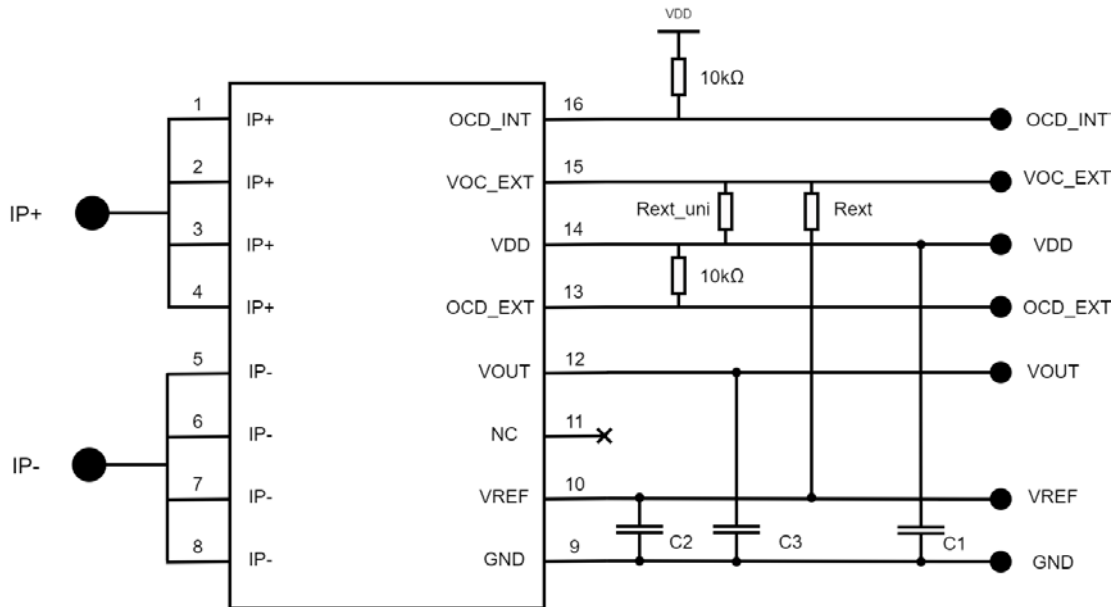 VDD
10kΩ
1 IP+ OCD_INT 16 OCD_INT
2 IP+ VOC_EXT 15 VOC_EXT
IP+
Rext_uni Rext
3 IP+ VDD 14 VDD
10kΩ
4 IP+ OCD_EXT 13 OCD_EXT
5 IP- VOUT 12 VOUT
6 IP- NC 11
IP-
7 IP- VREF 10 VREF
C2 C3 C1
8 IP- GND 9 GND